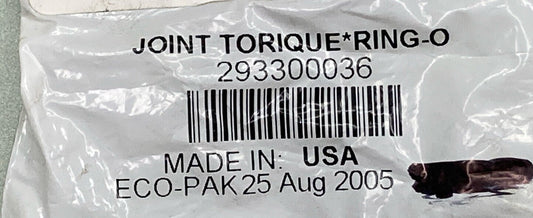 JOINT TORIQUE*RING-O
293300036
MADE IN: USA
ECO-PAK 25 Aug 2005